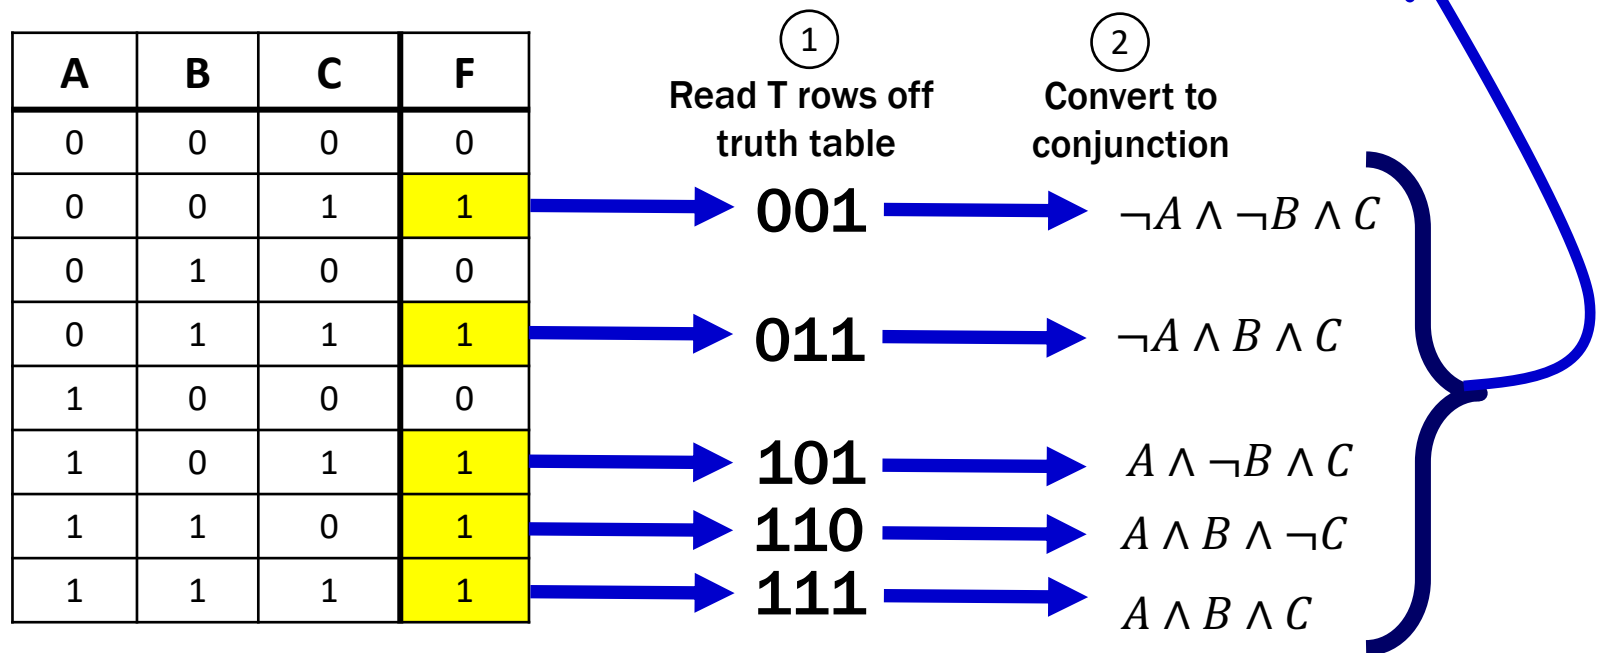 A B C F
0 0 0 0
0 0 1 1
0 1 0 0
0 1 1 1
1 0 0 0
1 0 1 1
1 1 0 1
1 1 1 1
1
Read T rows off
truth table
001
011
101
110
111
2
Convert to
conjunction
¬A ∧ ¬B ∧ C
¬A ∧ B ∧ C
A ∧ ¬B ∧ C
A ∧ B ∧ ¬C
A ∧ B ∧ C